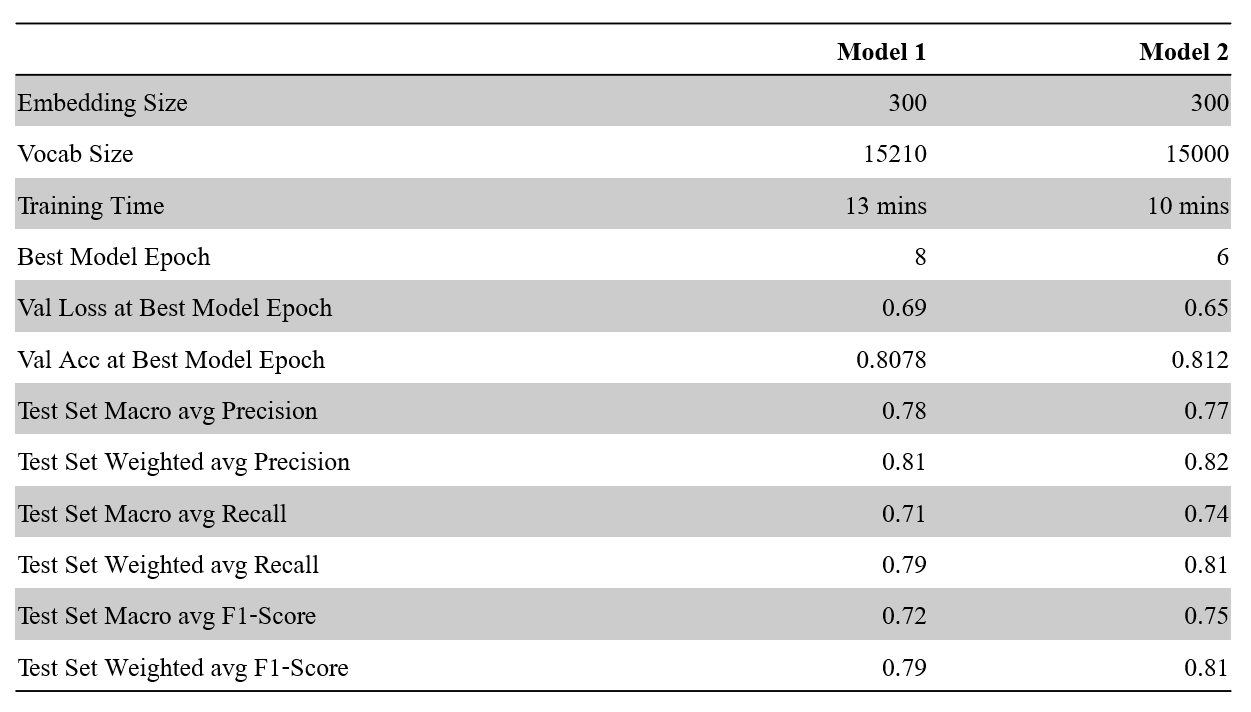 Model 1 Model 2
Embedding Size 300 300
Vocab Size 15210 15000
Training Time 13 mins 10 mins
Best Model Epoch 8 6
Val Loss at Best Model Epoch 0.69 0.65
Val Acc at Best Model Epoch 0.8078 0.812
Test Set Macro avg Precision 0.78 0.77
Test Set Weighted avg Precision 0.81 0.82
Test Set Macro avg Recall 0.71 0.74
Test Set Weighted avg Recall 0.79 0.81
Test Set Macro avg F1-Score 0.72 0.75
Test Set Weighted avg F1-Score 0.79 0.81